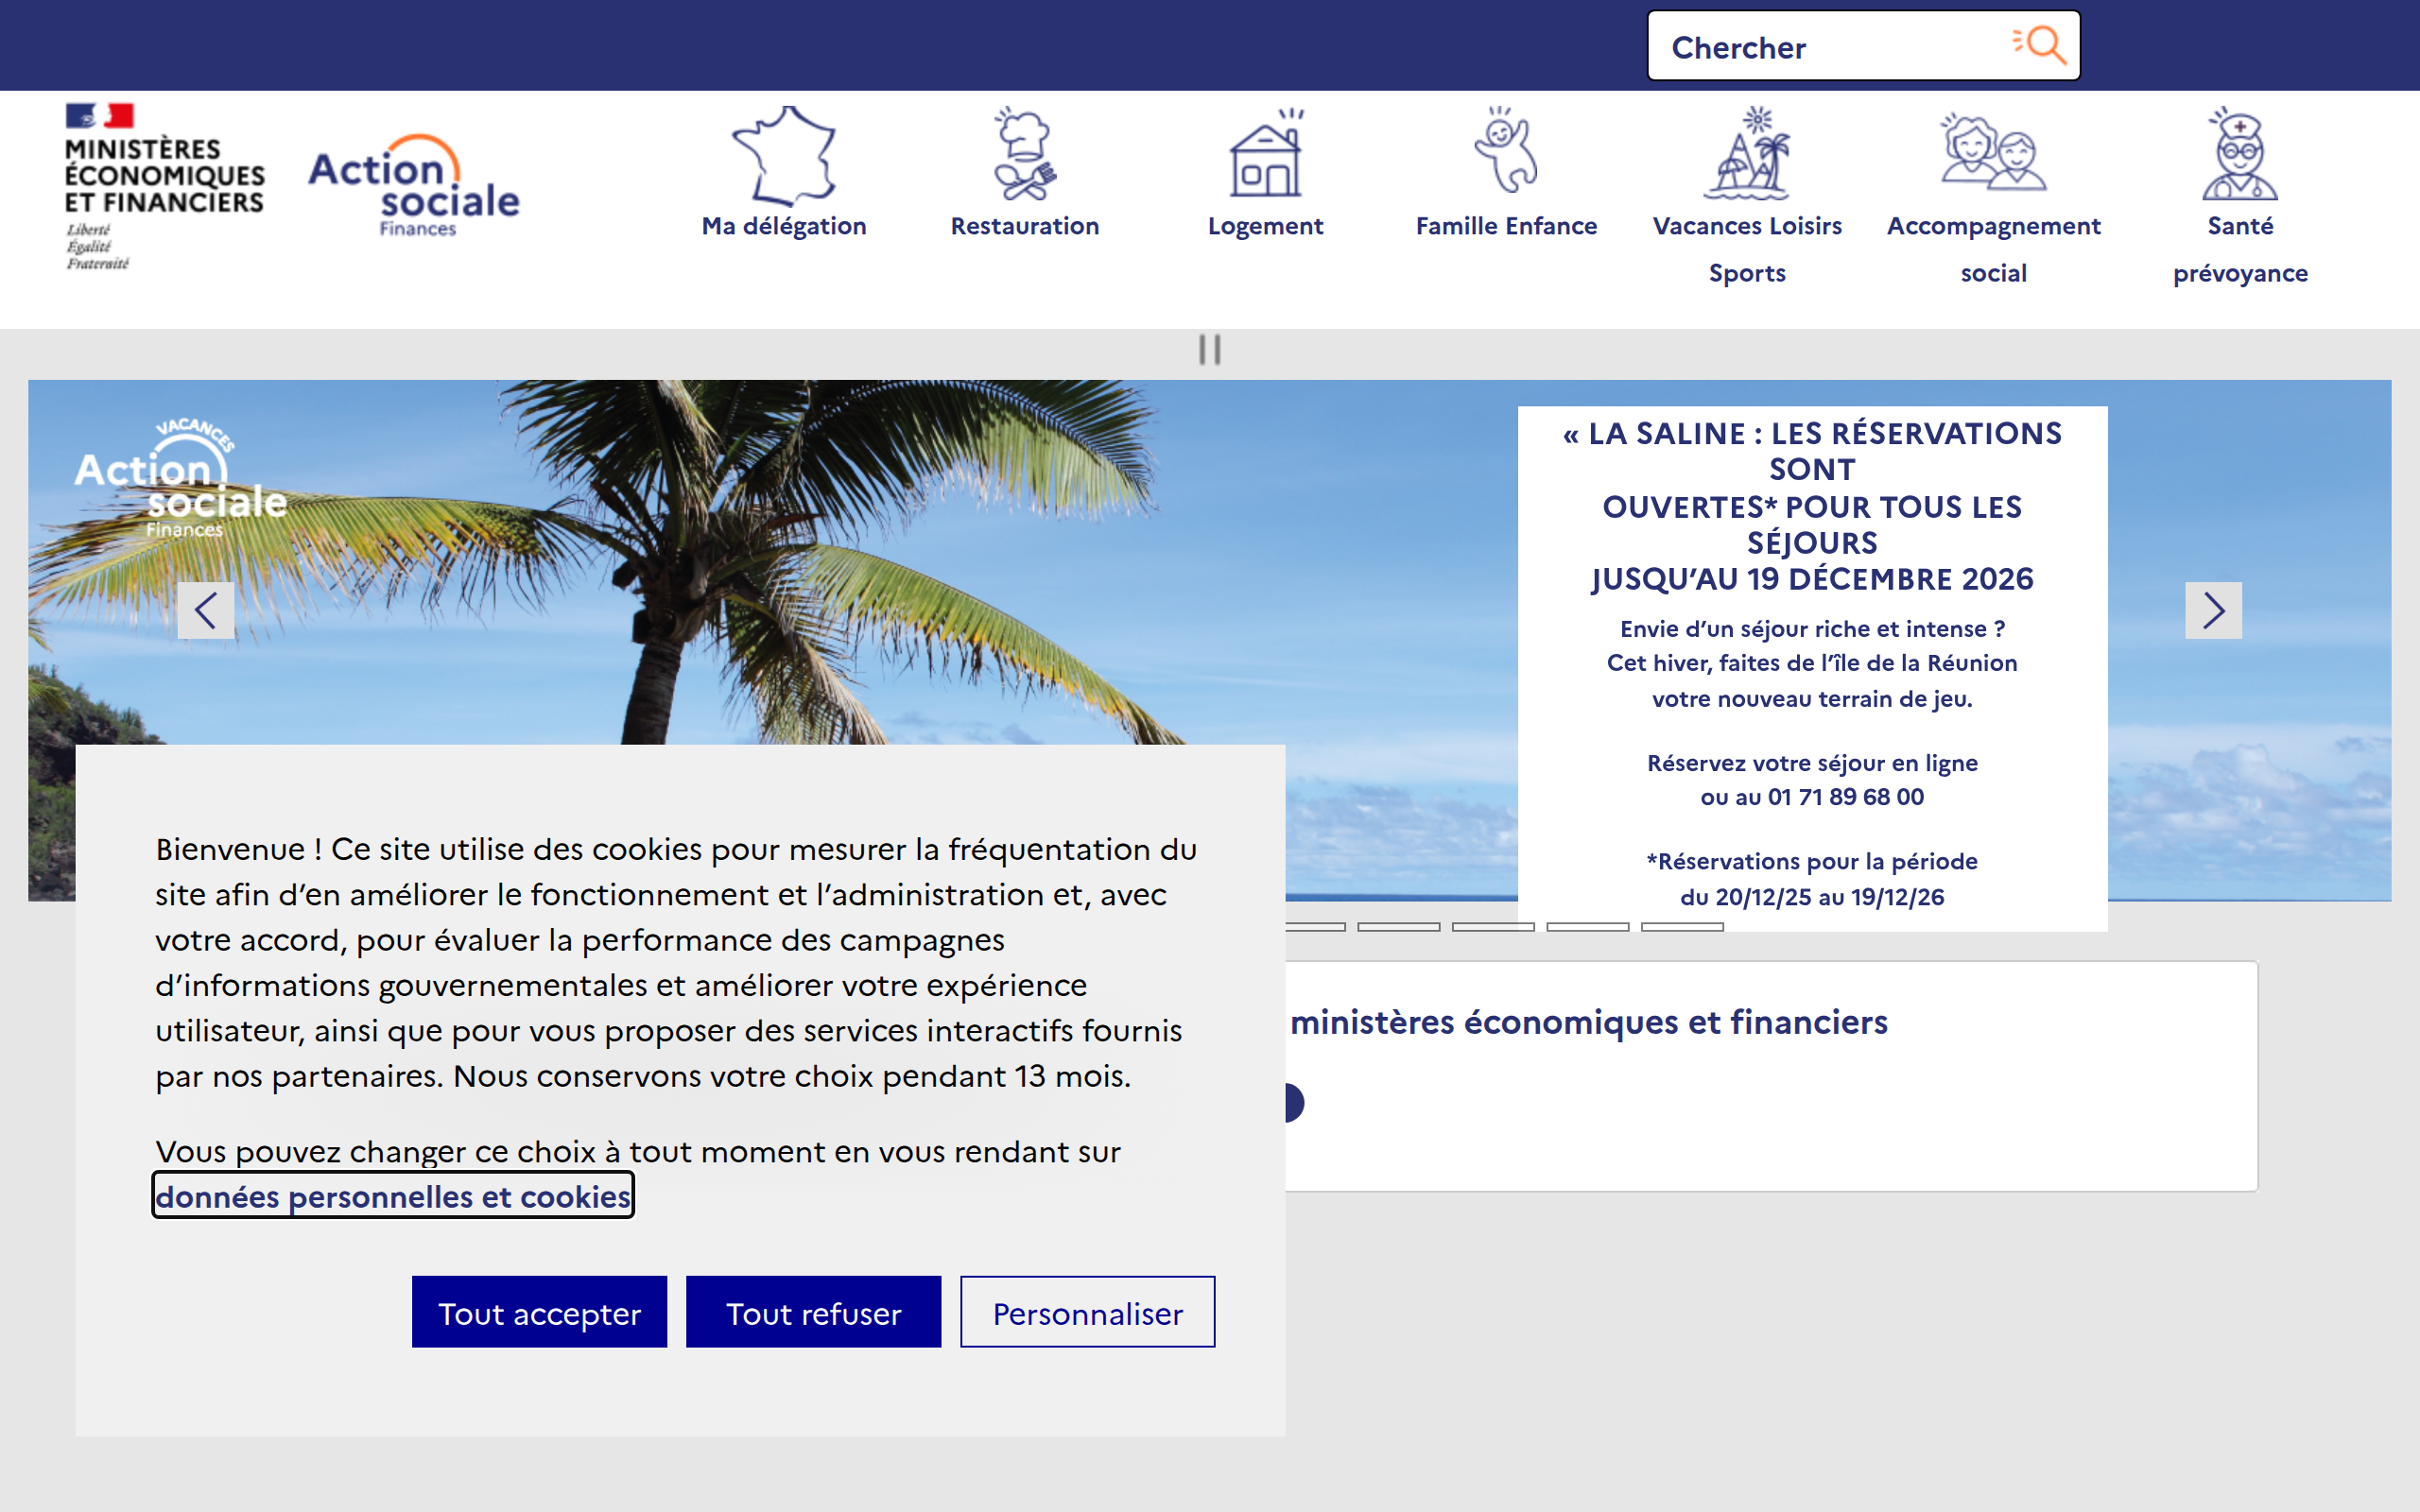 Chercher
MINISTÈRES
ÉCONOMIQUES
ET FINANCIERS
Liberté
Égalité
Fraternité
Action
sociale
Finances
Ma délégation
Restauration
Logement
Famille Enfance
Vacances Loisirs
Sports
Accompagnement
social
Santé
prévoyance
VACANCES
Action
sociale
Finances
« LA SALINE : LES RÉSERVATIONS
SONT
OUVERTES* POUR TOUS LES
SÉJOURS
JUSQU’AU 19 DÉCEMBRE 2026
Envie d’un séjour riche et intense ?
Cet hiver, faites de l’île de la Réunion
votre nouveau terrain de jeu.
Réservez votre séjour en ligne
ou au 01 71 89 68 00
*Réservations pour la période
du 20/12/25 au 19/12/26
ministères économiques et financiers
Bienvenue ! Ce site utilise des cookies pour mesurer la fréquentation du
site afin d’en améliorer le fonctionnement et l’administration et, avec
votre accord, pour évaluer la performance des campagnes
d’informations gouvernementales et améliorer votre expérience
utilisateur, ainsi que pour vous proposer des services interactifs fournis
par nos partenaires. Nous conservons votre choix pendant 13 mois.
Vous pouvez changer ce choix à tout moment en vous rendant sur
données personnelles et cookies
Tout accepter
Tout refuser
Personnaliser